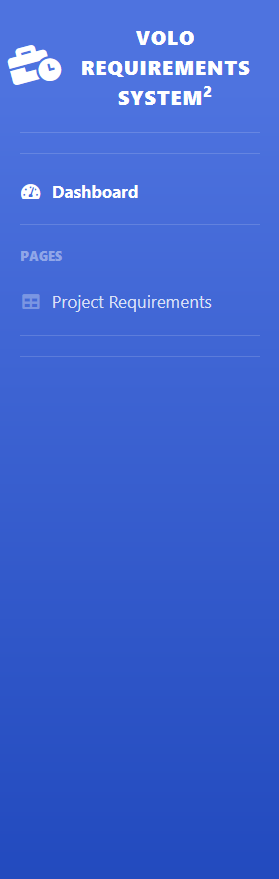 VOLO
REQUIREMENTS
SYSTEM²
Dashboard
PAGES
Project Requirements